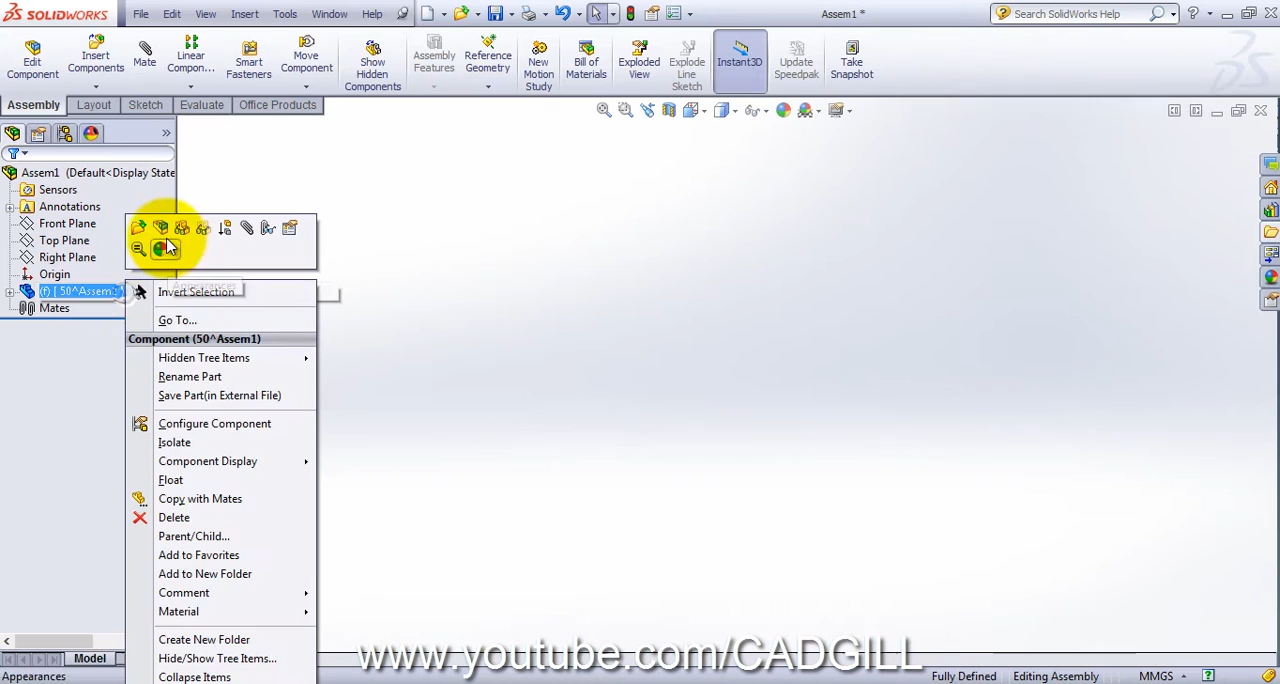 SOLIDWORKS File Edit View Insert Tools Window Help Assem1 * Search SolidWorks Help
Edit Component
Insert Components
Mate
Linear Compon...
Smart Fasteners
Move Component
Show Hidden Components
Assembly Features
Reference Geometry
New Motion Study
Bill of Materials
Exploded View
Explode Line Sketch
Instant3D
Update Speedpak
Take Snapshot
Assembly Layout Sketch Evaluate Office Products
Assem1 (Default<Display State
Sensors
Annotations
Front Plane
Top Plane
Right Plane
Origin
(f) [ 50^Assem1
Mates
Invert Selection
Go To...
Component (50^Assem1)
Hidden Tree Items
Rename Part
Save Part(in External File)
Configure Component
Isolate
Component Display
Float
Copy with Mates
Delete
Parent/Child...
Add to Favorites
Add to New Folder
Comment
Material
Create New Folder
Hide/Show Tree Items...
Collapse Items
Model
www.youtube.com/CADGILL
Appearances Fully Defined Editing Assembly MMGS